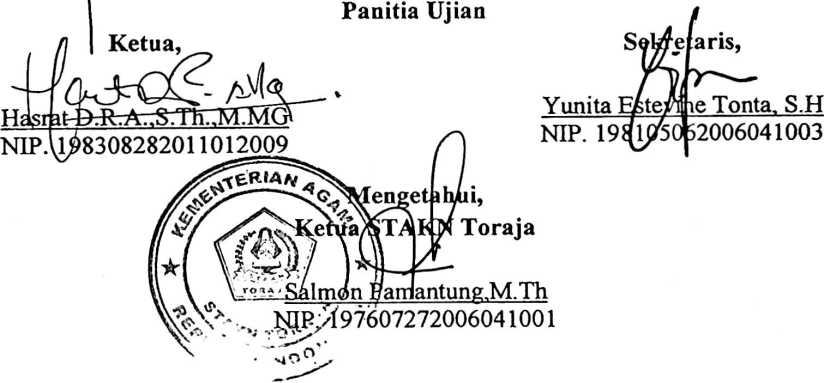 Panitia Ujian
Ketua,
Sekretaris,
Hasrat D.R.A.,S.Th.,M.MG
NIP. 198308282011012009
Yunita Estevine Tonta, S.H
NIP. 198105062006041003
Mengetahui,
Ketua STAKN Toraja
Salmon Pamantung,M.Th
NIP. 197607272006041001
KEMENTERIAN AGAMA